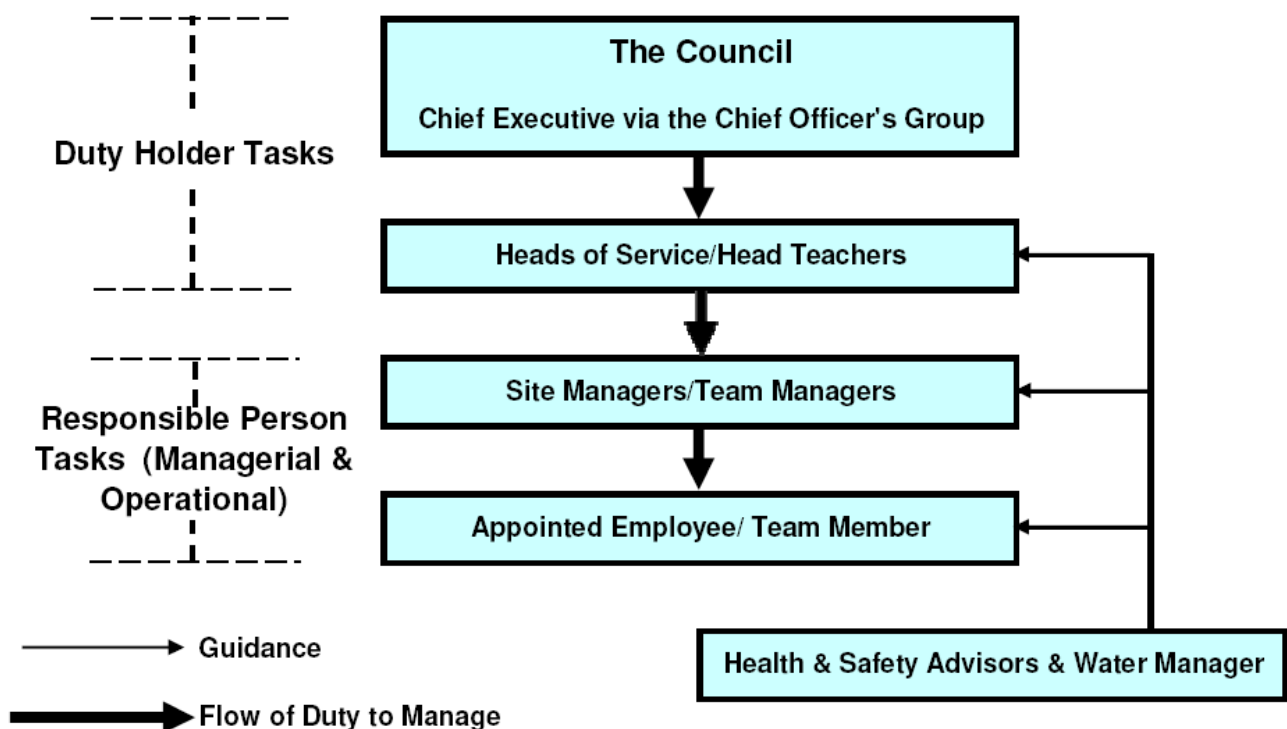 The Council
Chief Executive via the Chief Officer's Group
Duty Holder Tasks
Heads of Service/Head Teachers
Site Managers/Team Managers
Responsible Person
Tasks (Managerial &
Operational)
Appointed Employee/ Team Member
Guidance
Health & Safety Advisors & Water Manager
Flow of Duty to Manage